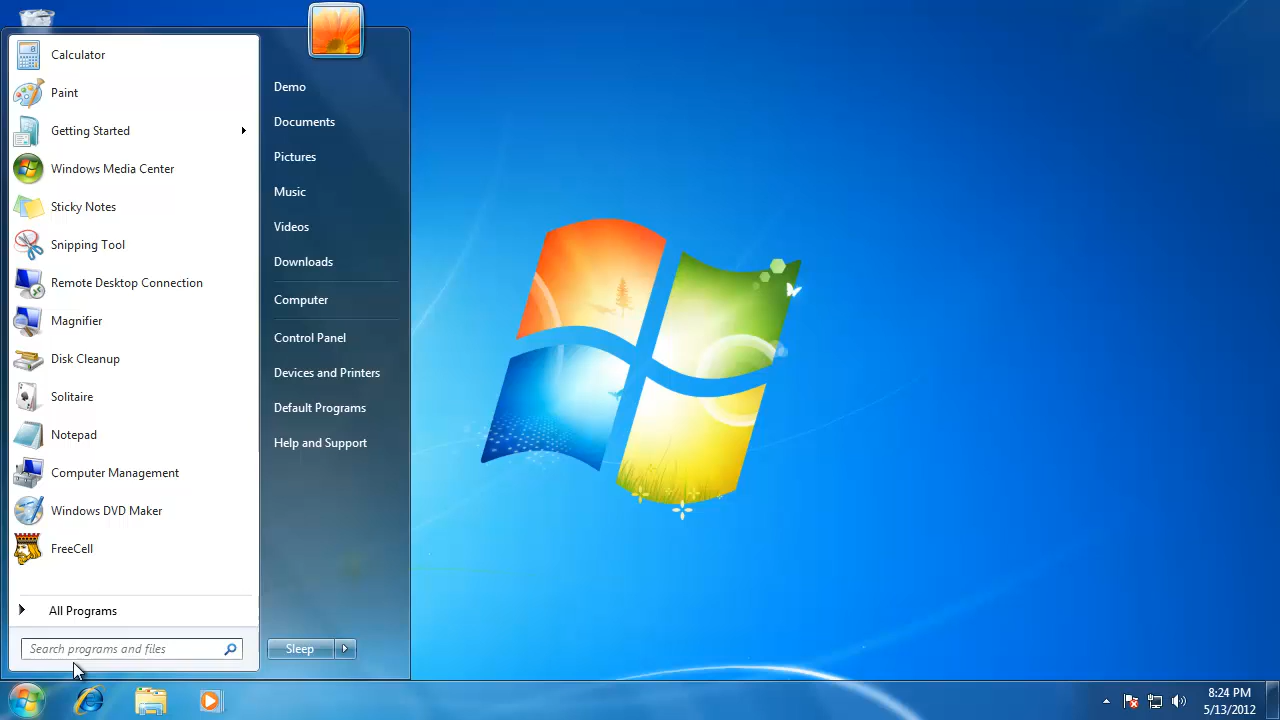 Calculator
Paint
Getting Started
Windows Media Center
Sticky Notes
Snipping Tool
Remote Desktop Connection
Magnifier
Disk Cleanup
Solitaire
Notepad
Computer Management
Windows DVD Maker
FreeCell
All Programs
Search programs and files
Demo
Documents
Pictures
Music
Videos
Downloads
Computer
Control Panel
Devices and Printers
Default Programs
Help and Support
Sleep
8:24 PM
5/13/2012